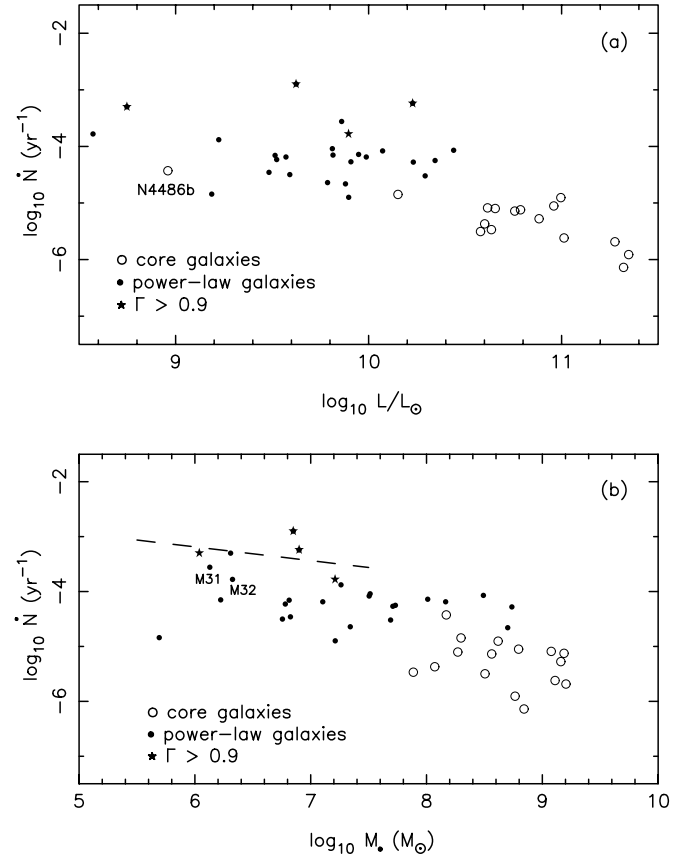 −2
(a)
−4
N4486b
−6
log10 Ṅ (yr−1)
○ core galaxies
● power−law galaxies
★ Γ > 0.9
9 10 11
log10 L/L⊙
−2
(b)
−4
M31
M32
−6
log10 Ṅ (yr−1)
○ core galaxies
● power−law galaxies
★ Γ > 0.9
5 6 7 8 9 10
log10 M• (M⊙)